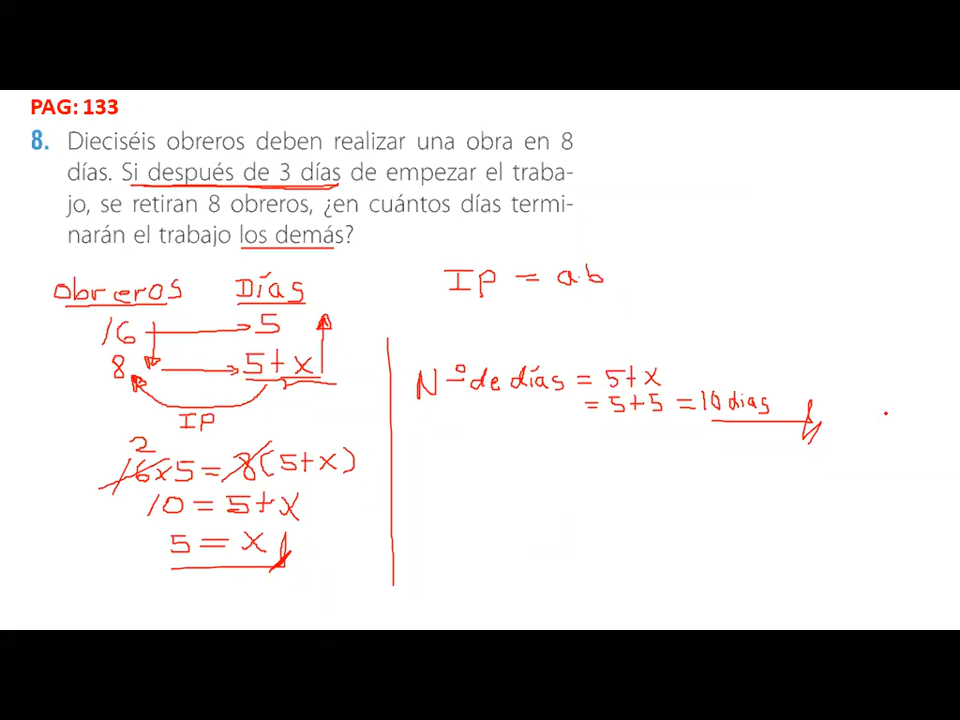 PAG: 133
8. Dieciséis obreros deben realizar una obra en 8
días. Si después de 3 días de empezar el traba-
jo, se retiran 8 obreros, ¿en cuántos días termi-
narán el trabajo los demás?
Obreros Días
16 5
8 5+x
IP
2
16x5 = 8(5+x)
10 = 5+x
5 = x
IP = a.b
Nº de días = 5+x
= 5+5 = 10 dias